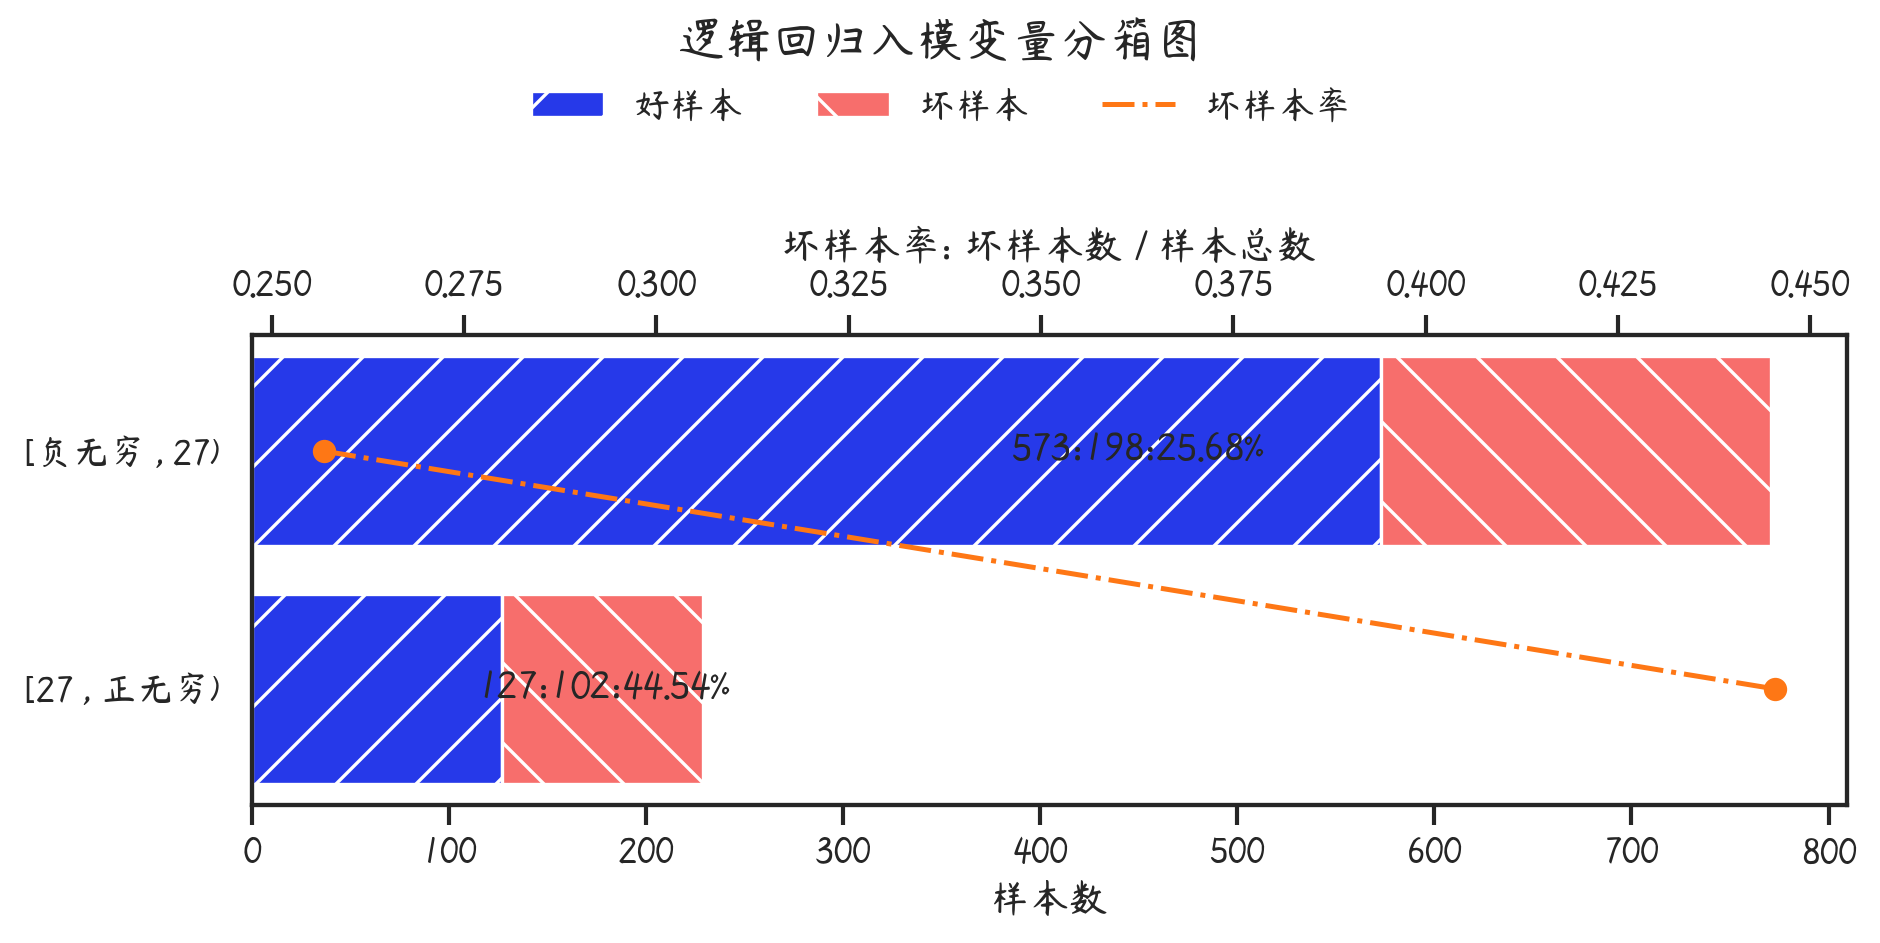 逻辑回归入模变量分箱图
好样本 坏样本 坏样本率
坏样本率: 坏样本数 / 样本总数
0.250 0.275 0.300 0.325 0.350 0.375 0.400 0.425 0.450
[负无穷 , 27)
573:198:25.68%
[27 , 正无穷)
127:102:44.54%
0 100 200 300 400 500 600 700 800
样本数